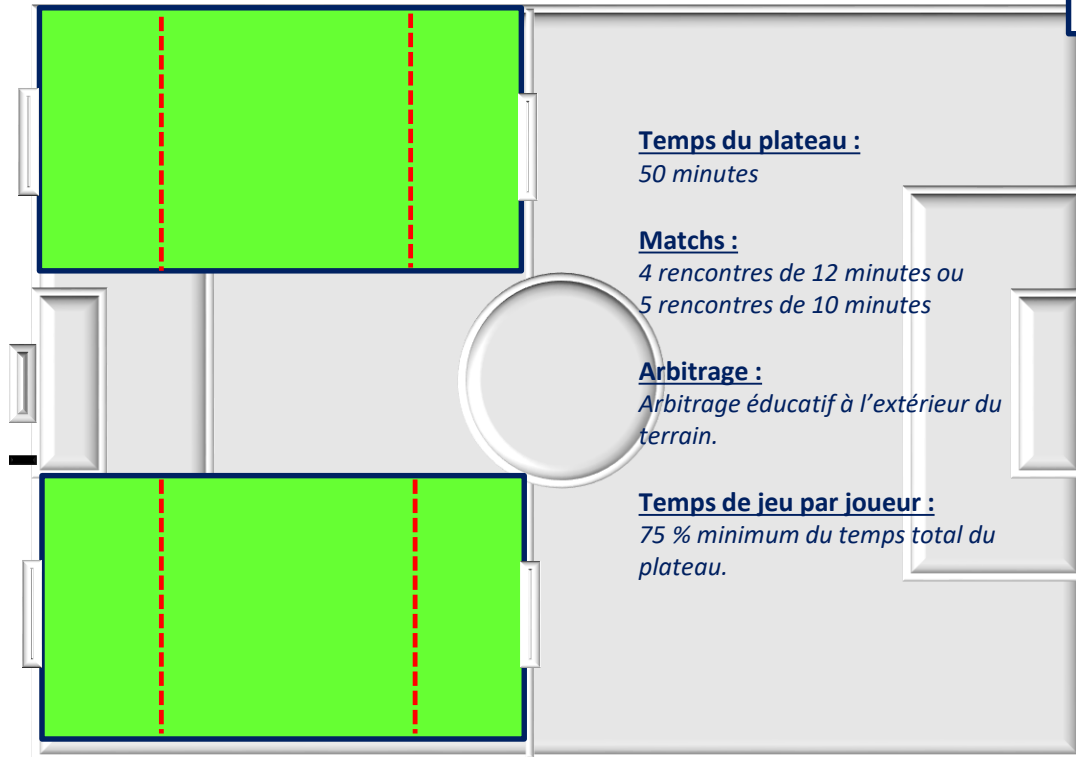 Temps du plateau :
50 minutes
Matchs :
4 rencontres de 12 minutes ou
5 rencontres de 10 minutes
Arbitrage :
Arbitrage éducatif à l’extérieur du
terrain.
Temps de jeu par joueur :
75 % minimum du temps total du
plateau.